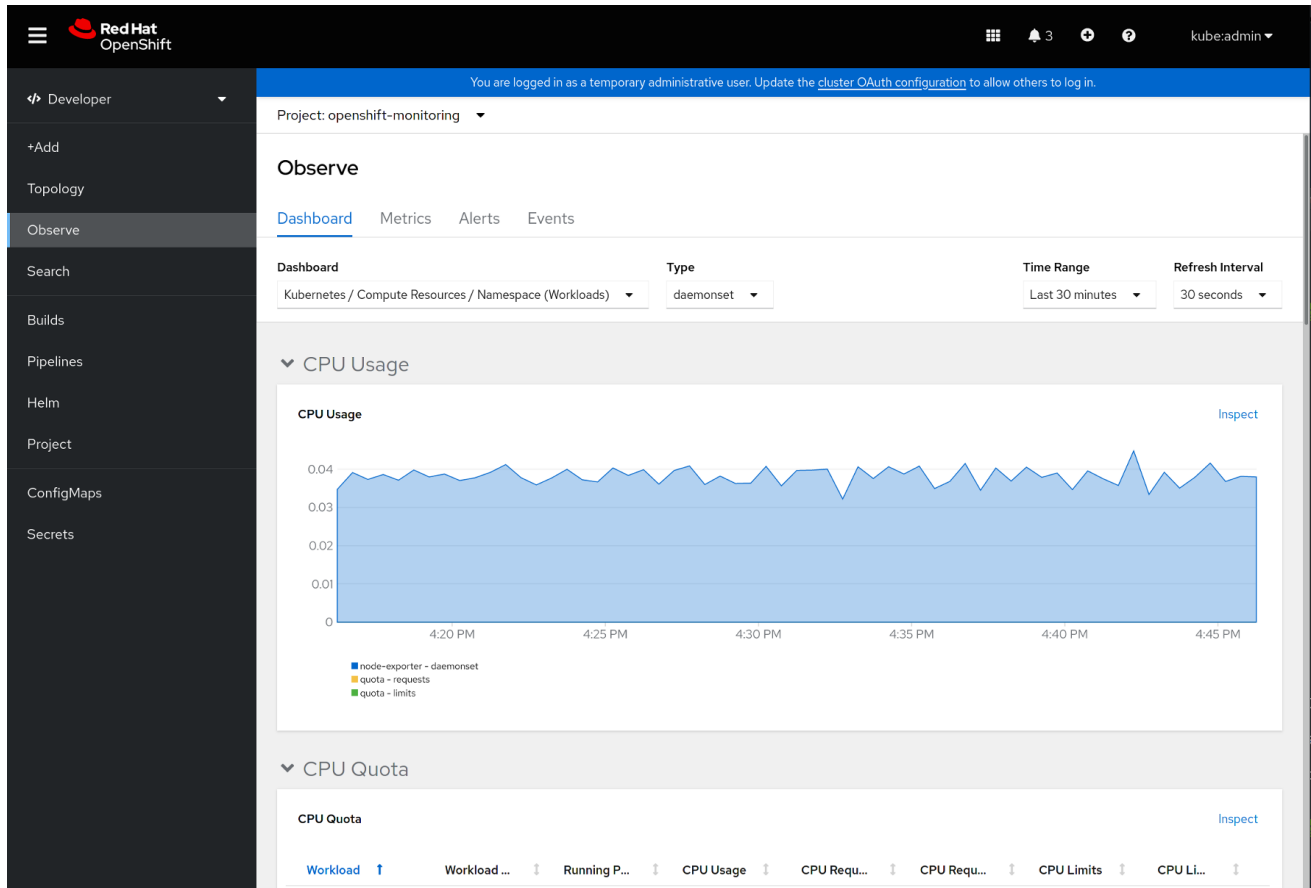 Red Hat
OpenShift
3
kube:admin
You are logged in as a temporary administrative user. Update the cluster OAuth configuration to allow others to log in.
Developer
+Add
Topology
Observe
Search
Builds
Pipelines
Helm
Project
ConfigMaps
Secrets
Project: openshift-monitoring
Observe
Dashboard Metrics Alerts Events
Dashboard Type Time Range Refresh Interval
Kubernetes / Compute Resources / Namespace (Workloads) daemonset Last 30 minutes 30 seconds
CPU Usage
CPU Usage Inspect
0.04
0.03
0.02
0.01
0
4:20 PM 4:25 PM 4:30 PM 4:35 PM 4:40 PM 4:45 PM
node-exporter - daemonset
quota - requests
quota - limits
CPU Quota
CPU Quota Inspect
Workload Workload ... Running P... CPU Usage CPU Requ... CPU Requ... CPU Limits CPU Li...